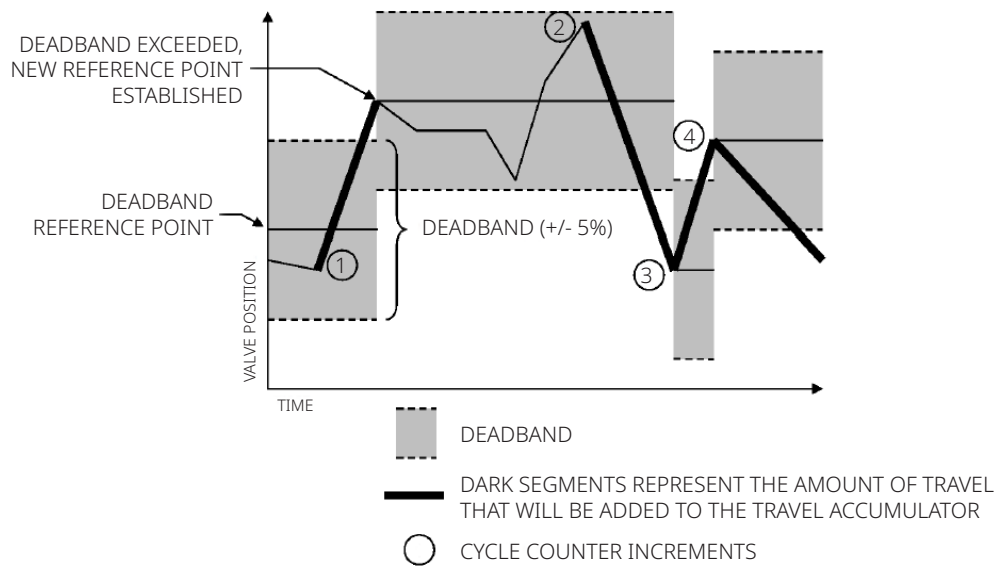 DEADBAND EXCEEDED,
NEW REFERENCE POINT
ESTABLISHED
2
4
DEADBAND
REFERENCE POINT
DEADBAND (+/- 5%)
1
3
VALVE POSITION
TIME
DEADBAND
DARK SEGMENTS REPRESENT THE AMOUNT OF TRAVEL
THAT WILL BE ADDED TO THE TRAVEL ACCUMULATOR
CYCLE COUNTER INCREMENTS